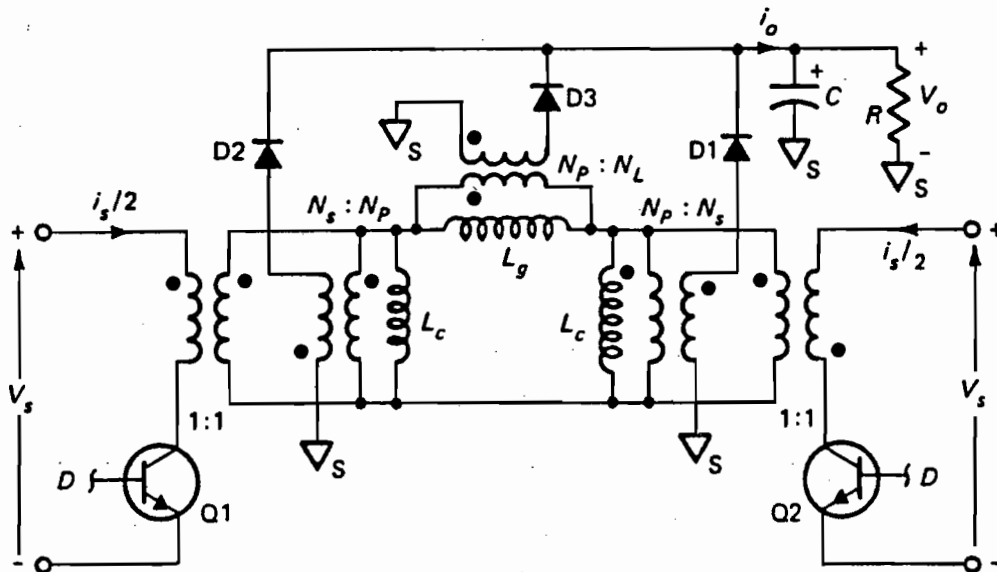 i_o
+
+
D3
C
R
V_o
D2
S
D1
S
-
S
N_P : N_L
+
i_s/2
N_s : N_P
N_P : N_s
i_s/2
+
L_g
L_c
L_c
V_s
V_s
1:1
S
S
1:1
D
Q1
Q2
D
-
-